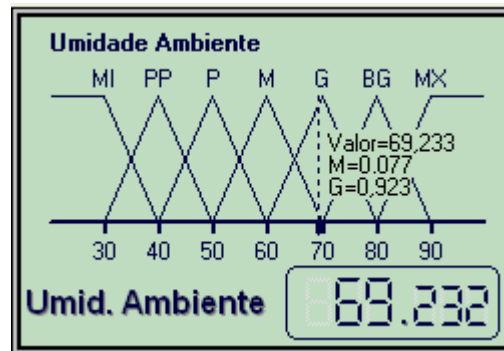 Umidade Ambiente
MI PP P M G BG MX
Valor=69,233
M=0.077
G=0,923
30 40 50 60 70 80 90
Umid. Ambiente 69.232